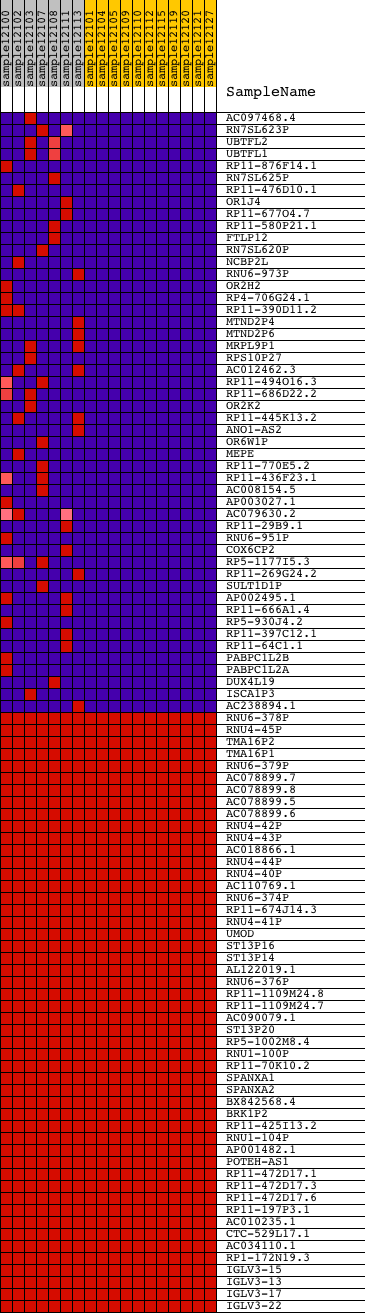 sample12100
sample12102
sample12103
sample12107
sample12108
sample12111
sample12113
sample12101
sample12104
sample12105
sample12109
sample12110
sample12112
sample12115
sample12119
sample12120
sample12121
sample12127
SampleName
AC097468.4
RN7SL623P
UBTFL2
UBTFL1
RP11-876F14.1
RN7SL625P
RP11-476D10.1
OR1J4
RP11-677O4.7
RP11-580P21.1
FTLP12
RN7SL620P
NCBP2L
RNU6-973P
OR2H2
RP4-706G24.1
RP11-390D11.2
MTND2P4
MTND2P6
MRPL9P1
RPS10P27
AC012462.3
RP11-494O16.3
RP11-686D22.2
OR2K2
RP11-445K13.2
ANO1-AS2
OR6W1P
MEPE
RP11-770E5.2
RP11-436F23.1
AC008154.5
AP003027.1
AC079630.2
RP11-29B9.1
RNU6-951P
COX6CP2
RP5-1177I5.3
RP11-269G24.2
SULT1D1P
AP002495.1
RP11-666A1.4
RP5-930J4.2
RP11-397C12.1
RP11-64C1.1
PABPC1L2B
PABPC1L2A
DUX4L19
ISCA1P3
AC238894.1
RNU6-378P
RNU4-45P
TMA16P2
TMA16P1
RNU6-379P
AC078899.7
AC078899.8
AC078899.5
AC078899.6
RNU4-42P
RNU4-43P
AC018866.1
RNU4-44P
RNU4-40P
AC110769.1
RNU6-374P
RP11-674J14.3
RNU4-41P
UMOD
ST13P16
ST13P14
AL122019.1
RNU6-376P
RP11-1109M24.8
RP11-1109M24.7
AC090079.1
ST13P20
RP5-1002M8.4
RNU1-100P
RP11-70K10.2
SPANXA1
SPANXA2
BX842568.4
BRK1P2
RP11-425I13.2
RNU1-104P
AP001482.1
POTEH-AS1
RP11-472D17.1
RP11-472D17.3
RP11-472D17.6
RP11-197P3.1
AC010235.1
CTC-529L17.1
AC034110.1
RP1-172N19.3
IGLV3-15
IGLV3-13
IGLV3-17
IGLV3-22